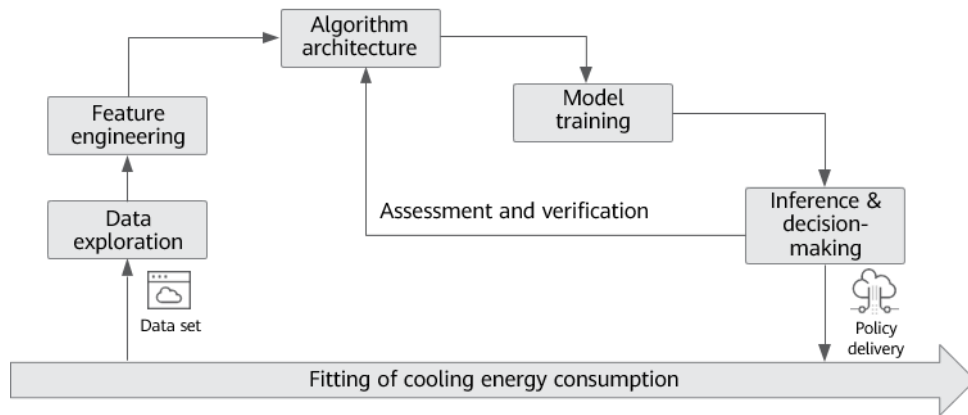 Algorithm
architecture
Feature
engineering
Model
training
Data
exploration
Assessment and verification
Inference &
decision-
making
Data set
Policy
delivery
Fitting of cooling energy consumption